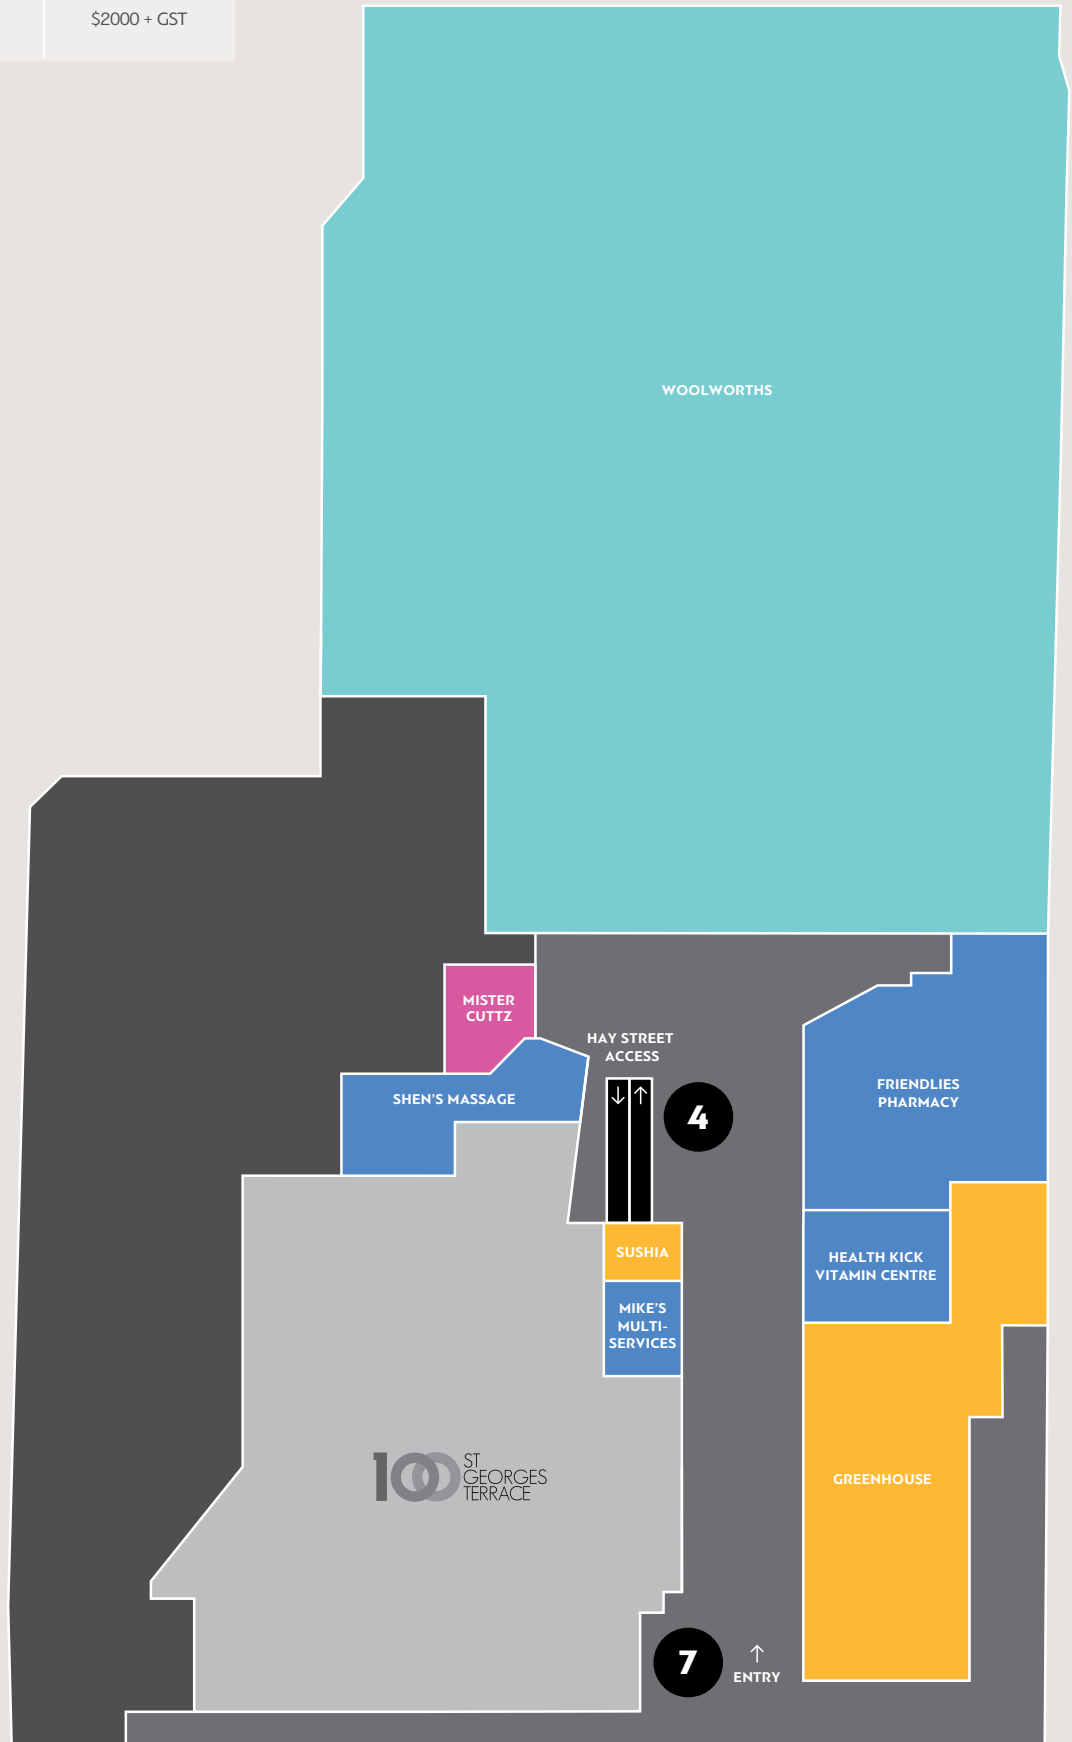 $2000 + GST
WOOLWORTHS
MISTER
CUTTZ
HAY STREET
ACCESS
SHEN'S MASSAGE
4
FRIENDLIES
PHARMACY
SUSHIA
HEALTH KICK
VITAMIN CENTRE
MIKE'S
MULTI-
SERVICES
100 ST
GEORGES
TERRACE
GREENHOUSE
7
ENTRY